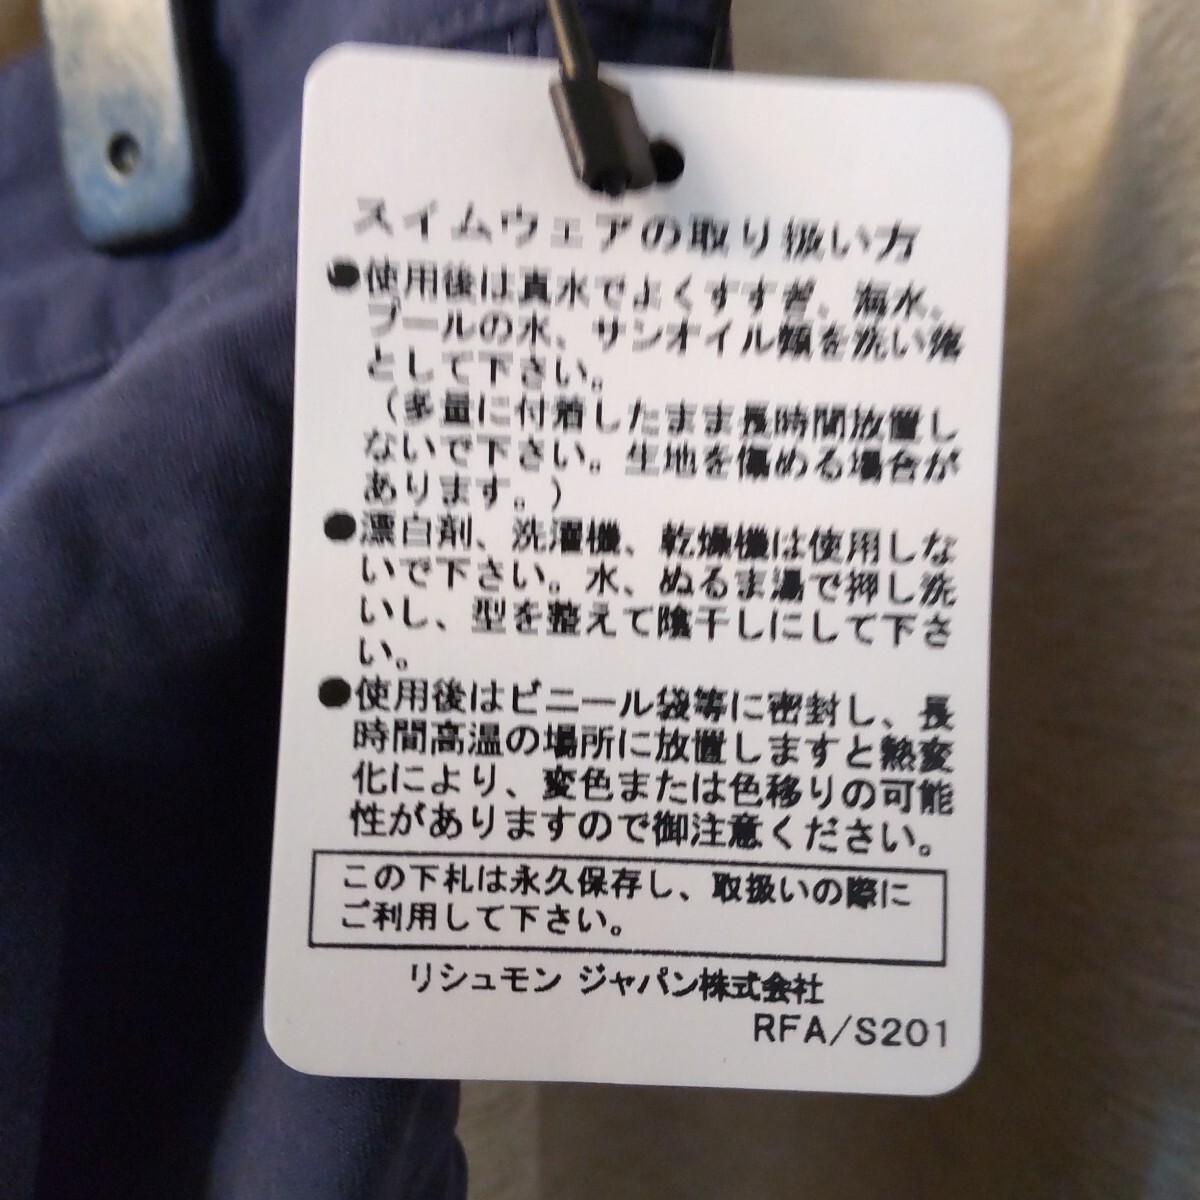 スイムウェアの取り扱い方
●使用後は真水でよくすすぎ、海水、
プールの水、サンオイル類を洗い落
として下さい。
（多量に付着したまま長時間放置し
ないで下さい。生地を傷める場合が
あります。）
●漂白剤、洗濯機、乾燥機は使用しな
いで下さい。水、ぬるま湯で押し洗
いし、型を整えて陰干しにして下さ
い。
●使用後はビニール袋等に密封し、長
時間高温の場所に放置しますと熱変
化により、変色または色移りの可能
性がありますので御注意ください。
この下札は永久保存し、取扱いの際に
ご利用して下さい。
リシュモン ジャパン株式会社
RFA/S201